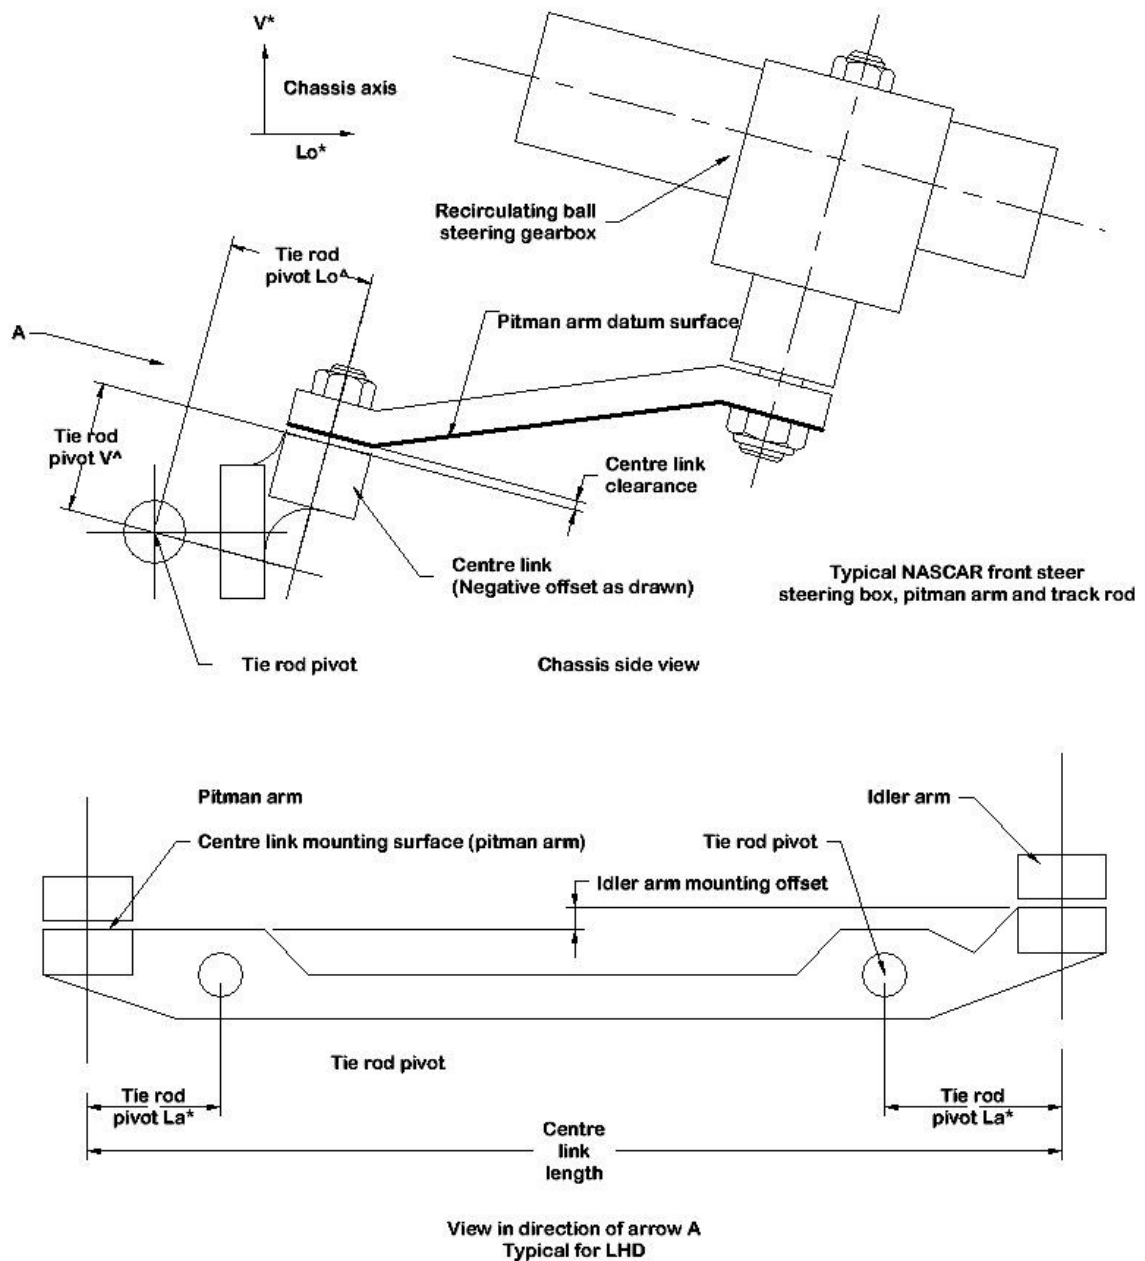 V*
Chassis axis
Lo*
Recirculating ball
steering gearbox
Tie rod
pivot Lo^
A
Pitman arm datum surface
Tie rod
pivot V^
Centre link
clearance
Centre link
(Negative offset as drawn)
Typical NASCAR front steer
steering box, pitman arm and track rod
Tie rod pivot
Chassis side view
Pitman arm
Idler arm
Centre link mounting surface (pitman arm)
Tie rod pivot
Idler arm mounting offset
Tie rod pivot
Tie rod
pivot La*
Tie rod
pivot La*
Centre
link
length
View in direction of arrow A
Typical for LHD